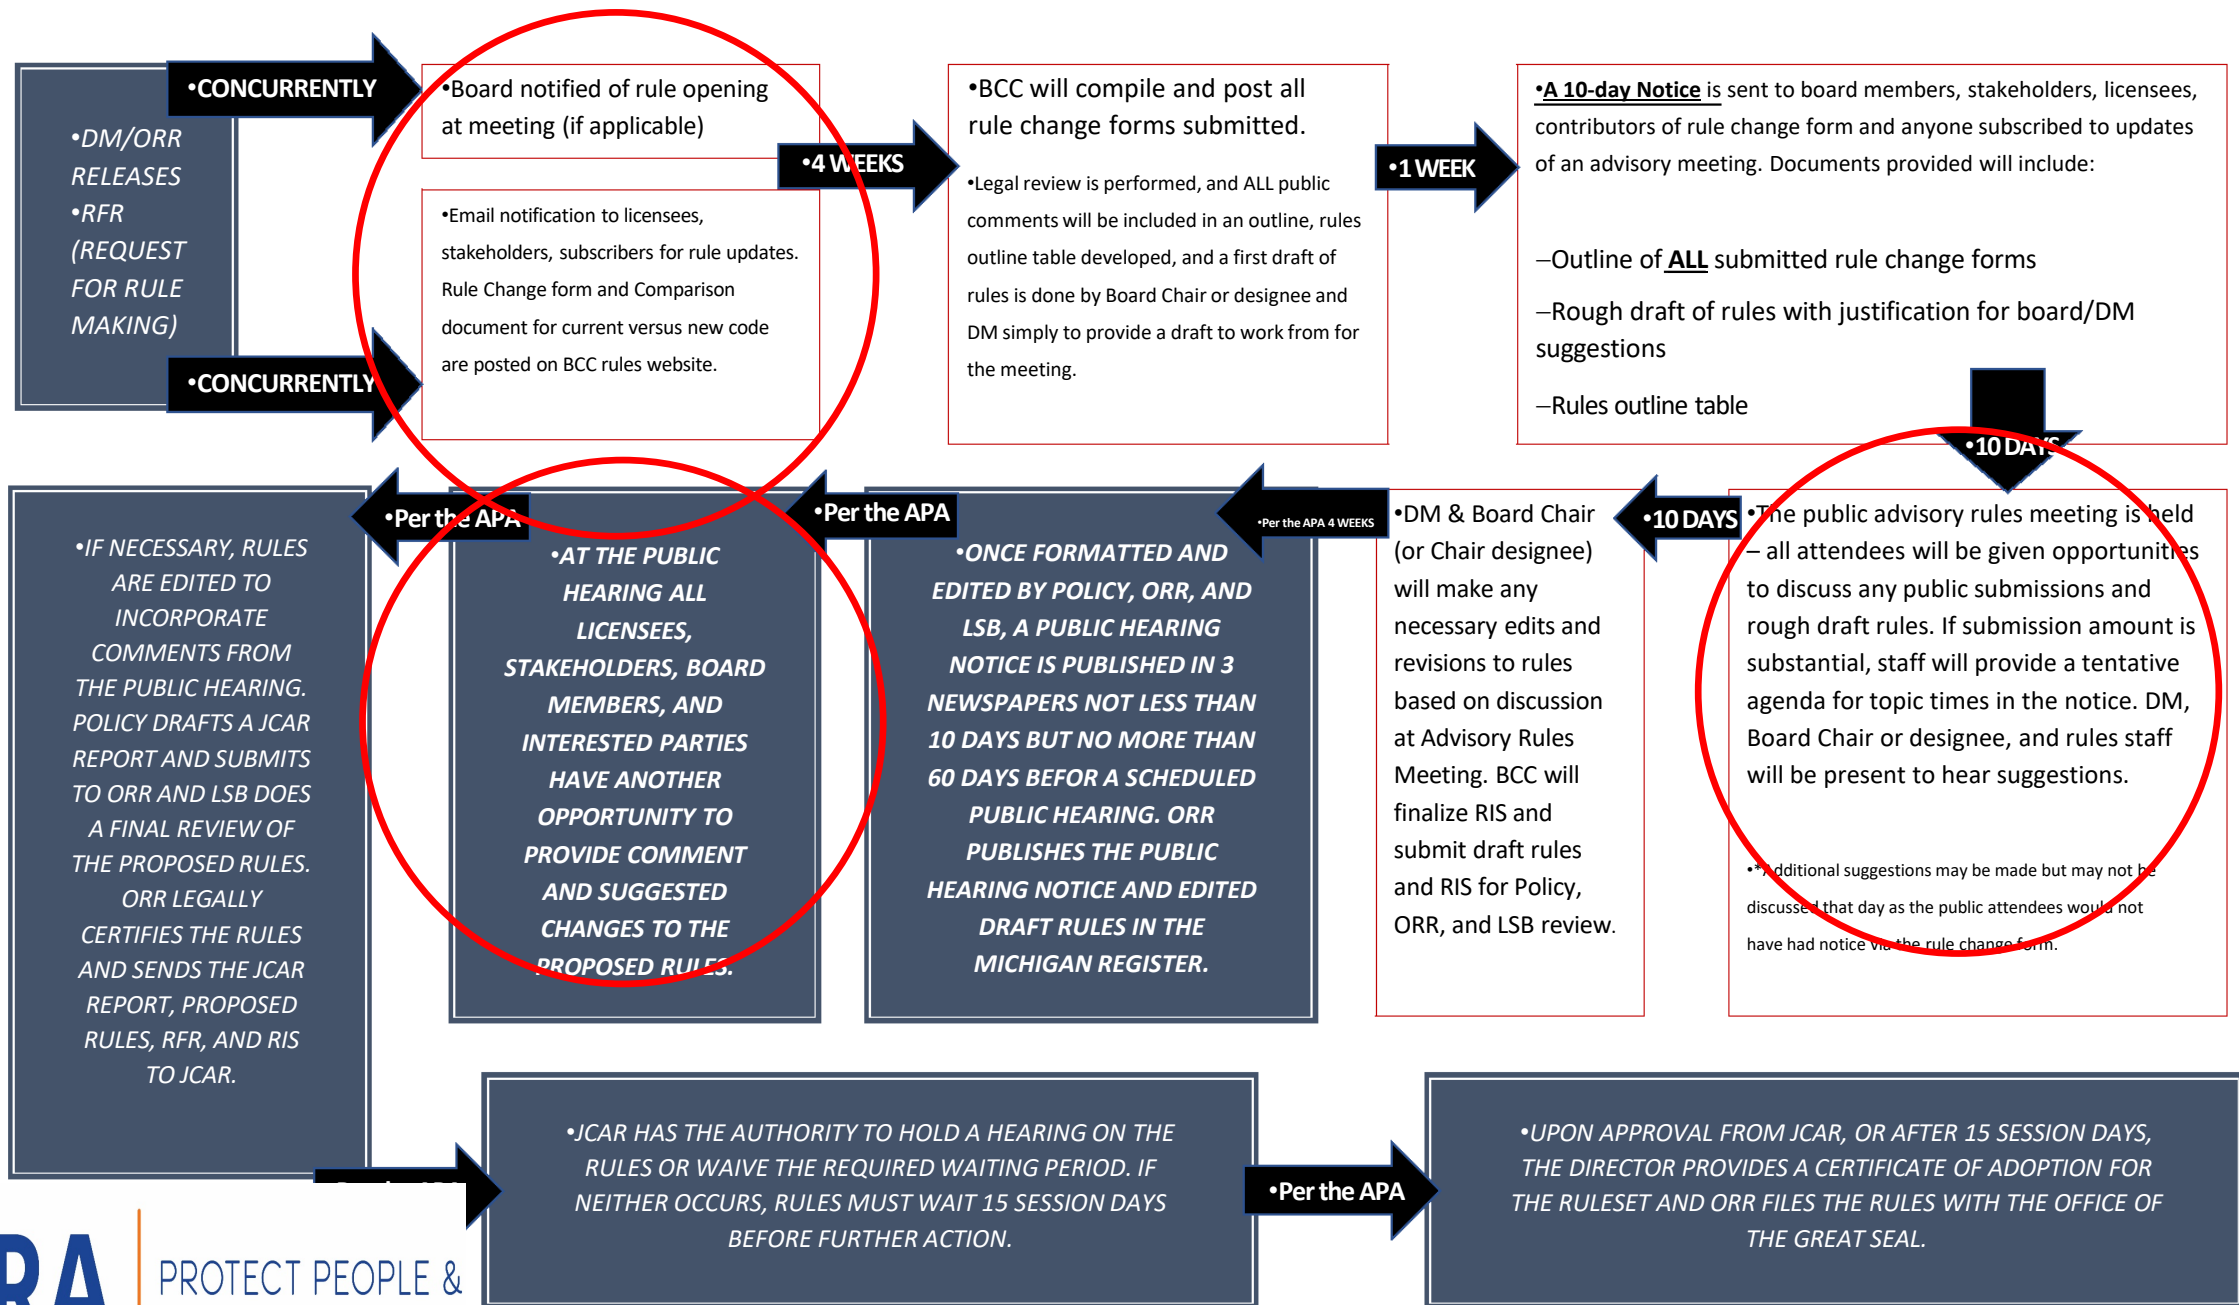 •DM/ORR
RELEASES
•RFR
(REQUEST
FOR RULE
MAKING)
•CONCURRENTLY
•CONCURRENTLY
•Board notified of rule opening
at meeting (if applicable)
•Email notification to licensees,
stakeholders, subscribers for rule updates.
Rule Change form and Comparison
document for current versus new code
are posted on BCC rules website.
•4 WEEKS
•BCC will compile and post all
rule change forms submitted.
•Legal review is performed, and ALL public
comments will be included in an outline, rules
outline table developed, and a first draft of
rules is done by Board Chair or designee and
DM simply to provide a draft to work from for
the meeting.
•1 WEEK
•A 10-day Notice is sent to board members, stakeholders, licensees,
contributors of rule change form and anyone subscribed to updates
of an advisory meeting. Documents provided will include:
–Outline of ALL submitted rule change forms
–Rough draft of rules with justification for board/DM
suggestions
–Rules outline table
•10 DAYS
•The public advisory rules meeting is held
– all attendees will be given opportunities
to discuss any public submissions and
rough draft rules. If submission amount is
substantial, staff will provide a tentative
agenda for topic times in the notice. DM,
Board Chair or designee, and rules staff
will be present to hear suggestions.
•*Additional suggestions may be made but may not be
discussed that day as the public attendees would not
have had notice via the rule change form.
•10 DAYS
•DM & Board Chair
(or Chair designee)
will make any
necessary edits and
revisions to rules
based on discussion
at Advisory Rules
Meeting. BCC will
finalize RIS and
submit draft rules
and RIS for Policy,
ORR, and LSB review.
•Per the APA 4 WEEKS
•ONCE FORMATTED AND
EDITED BY POLICY, ORR, AND
LSB, A PUBLIC HEARING
NOTICE IS PUBLISHED IN 3
NEWSPAPERS NOT LESS THAN
10 DAYS BUT NO MORE THAN
60 DAYS BEFOR A SCHEDULED
PUBLIC HEARING. ORR
PUBLISHES THE PUBLIC
HEARING NOTICE AND EDITED
DRAFT RULES IN THE
MICHIGAN REGISTER.
•Per the APA
•AT THE PUBLIC
HEARING ALL
LICENSEES,
STAKEHOLDERS, BOARD
MEMBERS, AND
INTERESTED PARTIES
HAVE ANOTHER
OPPORTUNITY TO
PROVIDE COMMENT
AND SUGGESTED
CHANGES TO THE
PROPOSED RULES.
•Per the APA
•IF NECESSARY, RULES
ARE EDITED TO
INCORPORATE
COMMENTS FROM
THE PUBLIC HEARING.
POLICY DRAFTS A JCAR
REPORT AND SUBMITS
TO ORR AND LSB DOES
A FINAL REVIEW OF
THE PROPOSED RULES.
ORR LEGALLY
CERTIFIES THE RULES
AND SENDS THE JCAR
REPORT, PROPOSED
RULES, RFR, AND RIS
TO JCAR.
•JCAR HAS THE AUTHORITY TO HOLD A HEARING ON THE
RULES OR WAIVE THE REQUIRED WAITING PERIOD. IF
NEITHER OCCURS, RULES MUST WAIT 15 SESSION DAYS
BEFORE FURTHER ACTION.
•Per the APA
•UPON APPROVAL FROM JCAR, OR AFTER 15 SESSION DAYS,
THE DIRECTOR PROVIDES A CERTIFICATE OF ADOPTION FOR
THE RULESET AND ORR FILES THE RULES WITH THE OFFICE OF
THE GREAT SEAL.
RA
PROTECT PEOPLE &